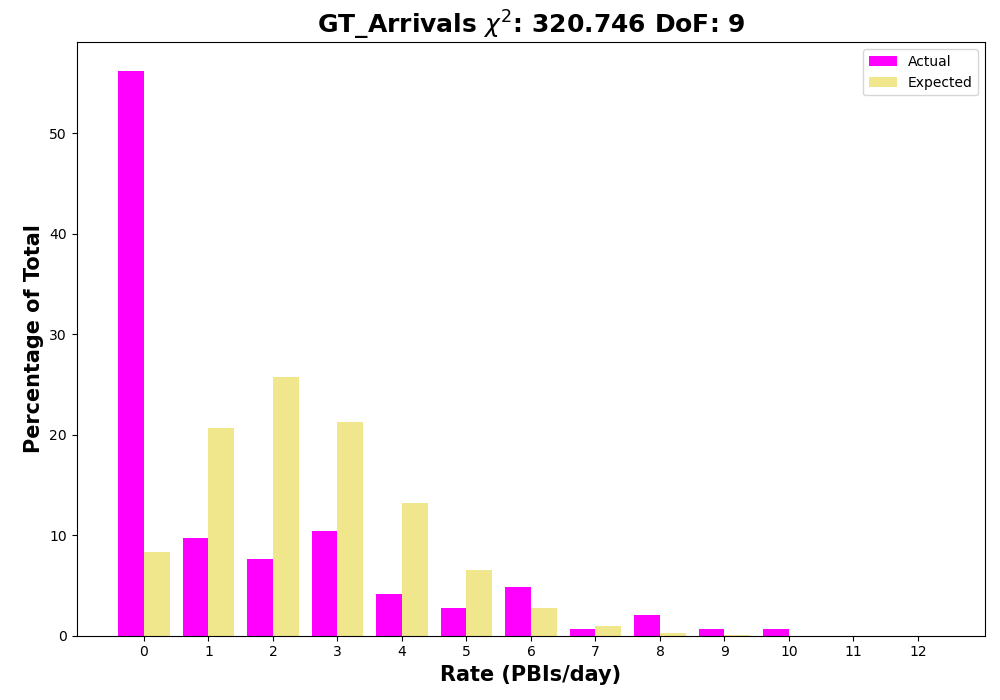 GT_Arrivals χ²: 320.746 DoF: 9
Actual
Expected
Percentage of Total
50
40
30
20
10
0
0 1 2 3 4 5 6 7 8 9 10 11 12
Rate (PBIs/day)